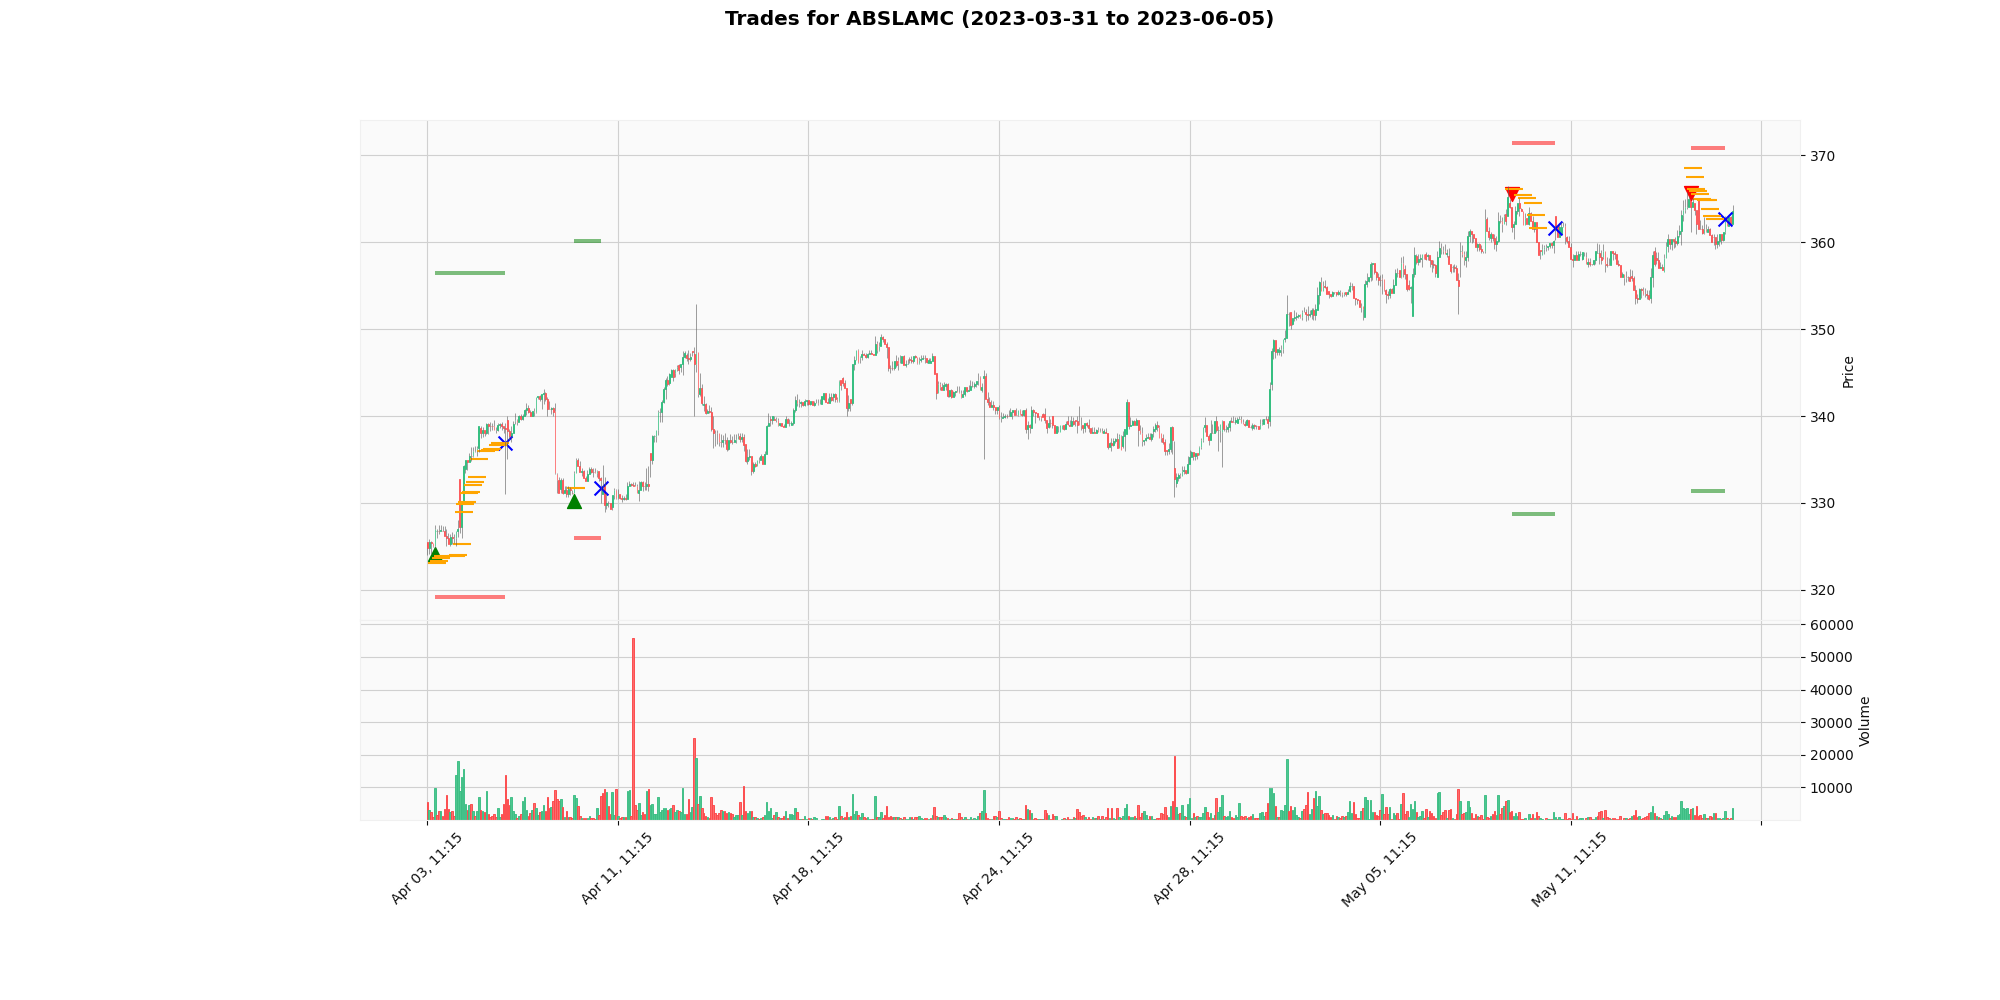 Trades for ABSLAMC (2023-03-31 to 2023-06-05)
370
360
350
340
330
320
Price
60000
50000
40000
30000
20000
10000
Volume
Apr 03, 11:15
Apr 11, 11:15
Apr 18, 11:15
Apr 24, 11:15
Apr 28, 11:15
May 05, 11:15
May 11, 11:15